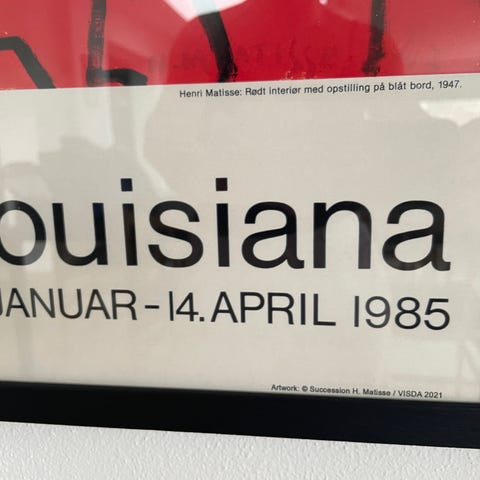 Henri Matisse: Rødt interiør med opstilling på blåt bord, 1947.
ouisiana
JANUAR – 14. APRIL 1985
Artwork: © Succession H. Matisse / VISDA 2021